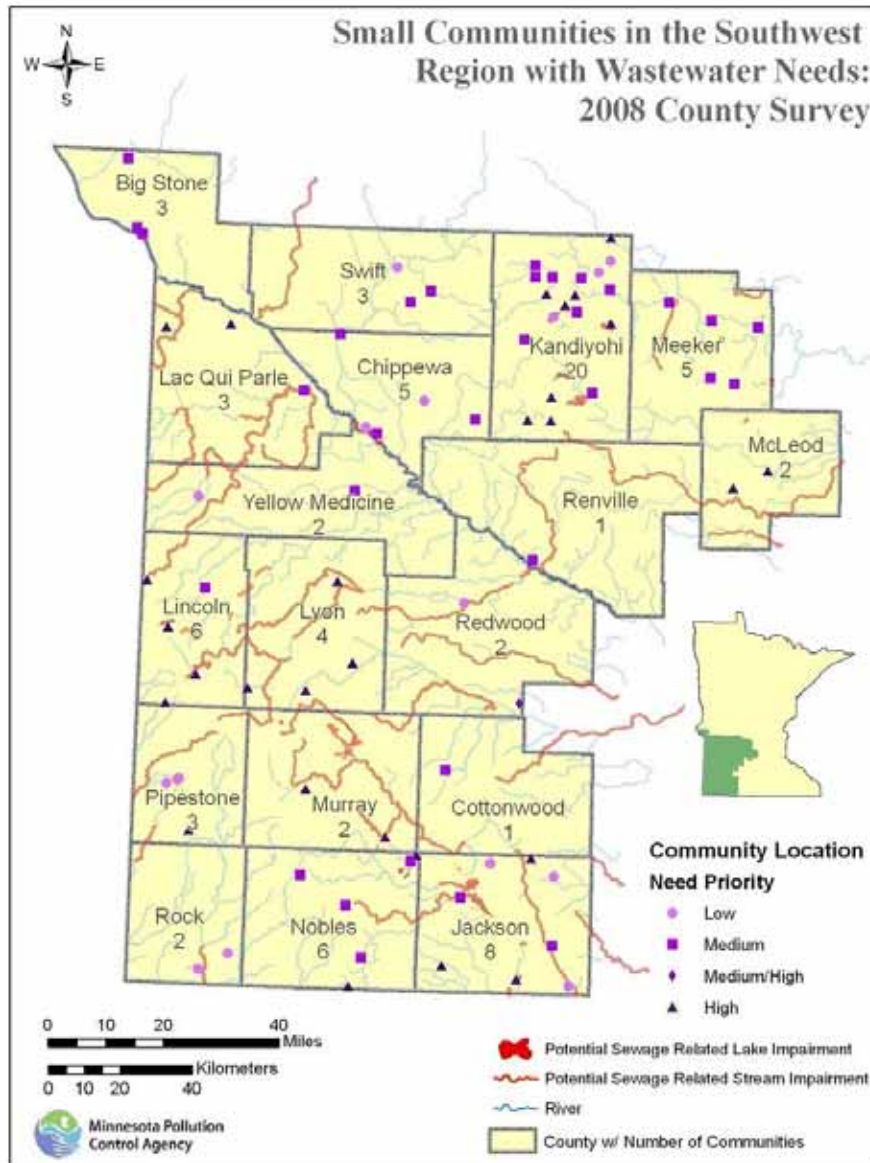 Small Communities in the Southwest
Region with Wastewater Needs:
2008 County Survey
N
W E
S
Big Stone
3
Swift
3
Kandiyohi
20
Meeker
5
Lac Qui Parle
3
Chippewa
5
McLeod
2
Yellow Medicine
2
Renville
1
Lincoln
6
Lyon
4
Redwood
2
Pipestone
3
Murray
2
Cottonwood
1
Rock
2
Nobles
6
Jackson
8
Community Location
Need Priority
Low
Medium
Medium/High
High
20 10 0 20 40
Miles
Kilometers
20 10 0 20 40
Potential Sewage Related Lake Impairment
Potential Sewage Related Stream Impairment
River
County w/ Number of Communities
Minnesota Pollution
Control Agency